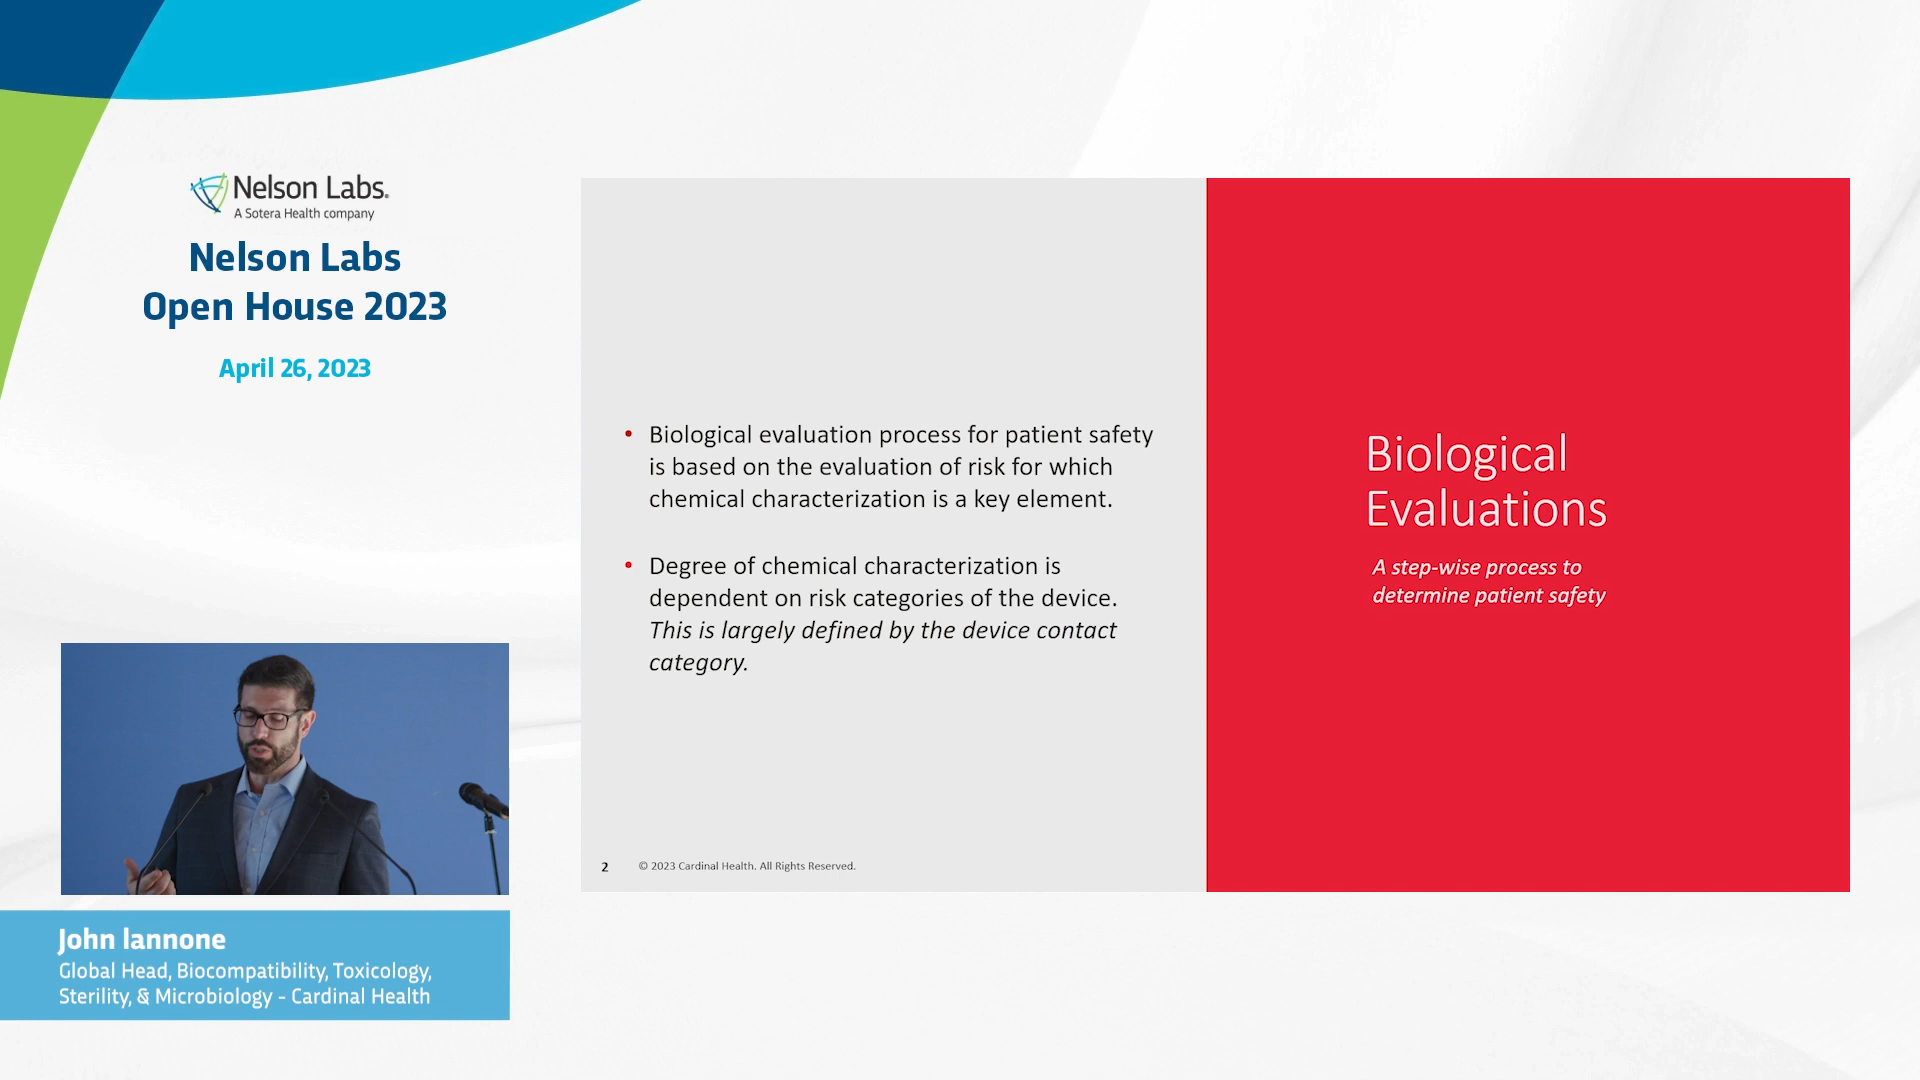 Nelson Labs.
A Sotera Health company
Nelson Labs
Open House 2023
April 26, 2023
• Biological evaluation process for patient safety
is based on the evaluation of risk for which
chemical characterization is a key element.
• Degree of chemical characterization is
dependent on risk categories of the device.
This is largely defined by the device contact
category.
2 © 2023 Cardinal Health. All Rights Reserved.
Biological
Evaluations
A step-wise process to
determine patient safety
John Iannone
Global Head, Biocompatibility, Toxicology,
Sterility, & Microbiology - Cardinal Health